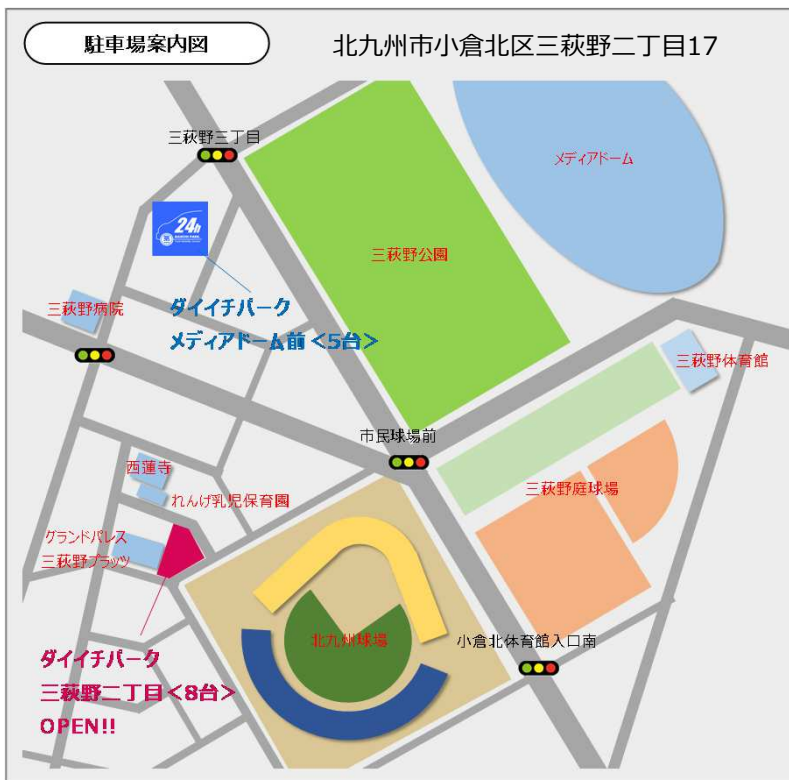 駐車場案内図
北九州市小倉北区三萩野二丁目17
三萩野三丁目
メディアドーム
24h
三萩野公園
三萩野病院
ダイイチパーク
メディアドーム前<5台>
三萩野体育館
市民球場前
西蓮寺
れんげ乳児保育園
三萩野庭球場
グランドパレス
三萩野プラッツ
北九州球場
小倉北体育館入口南
ダイイチパーク
三萩野二丁目<8台>
OPEN!!